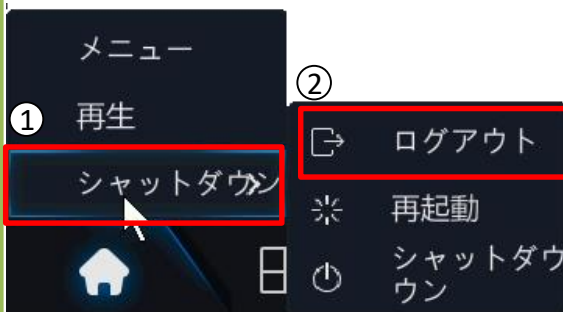 メニュー
① 再生
シャットダウン
②
ログアウト
再起動
シャットダウ
ウン